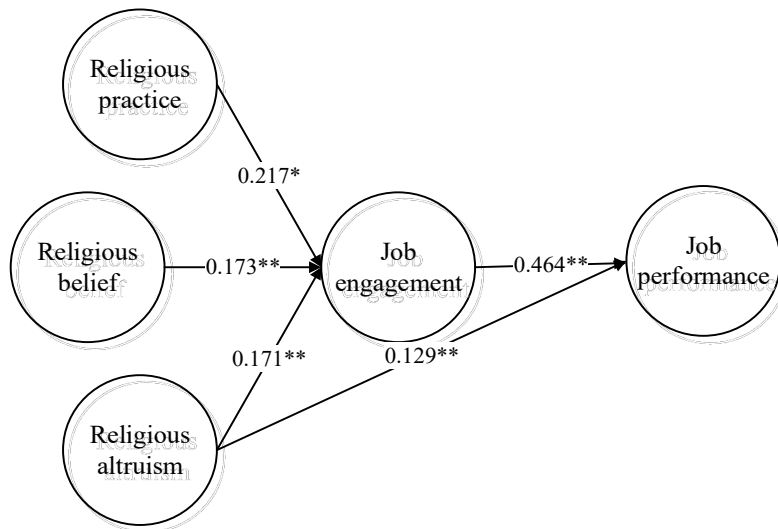 Religious
practice
0.217*
Religious
belief
0.173**
Job
engagement
0.464**
Job
performance
0.171**
0.129**
Religious
altruism